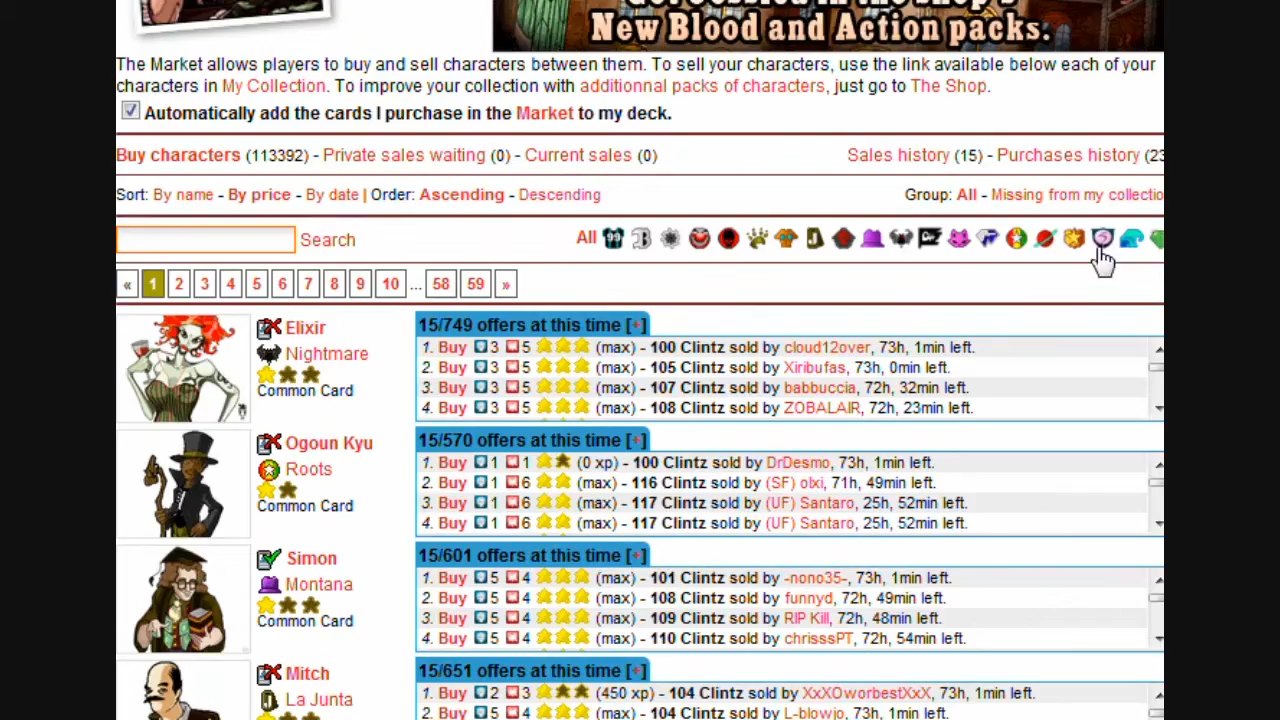 New Blood and Action packs.
The Market allows players to buy and sell characters between them. To sell your characters, use the link available below each of your
characters in My Collection. To improve your collection with additionnal packs of characters, just go to The Shop.
Automatically add the cards I purchase in the Market to my deck.
Buy characters (113392) - Private sales waiting (0) - Current sales (0) Sales history (15) - Purchases history (23
Sort: By name - By price - By date | Order: Ascending - Descending Group: All - Missing from my collectio
Search All
« 1 2 3 4 5 6 7 8 9 10 ... 58 59 »
Elixir
Nightmare
Common Card
15/749 offers at this time [+]
1. Buy 3 5 (max) - 100 Clintz sold by cloud12over, 73h, 1min left.
2. Buy 3 5 (max) - 105 Clintz sold by Xiribufas, 73h, 0min left.
3. Buy 3 5 (max) - 107 Clintz sold by babbuccia, 72h, 32min left.
4. Buy 3 5 (max) - 108 Clintz sold by ZOBALAIR, 72h, 23min left.
Ogoun Kyu
Roots
Common Card
15/570 offers at this time [+]
1. Buy 1 1 (0 xp) - 100 Clintz sold by DrDesmo, 73h, 1min left.
2. Buy 1 6 (max) - 116 Clintz sold by (SF) olxi, 71h, 49min left.
3. Buy 1 6 (max) - 117 Clintz sold by (UF) Santaro, 25h, 52min left.
4. Buy 1 6 (max) - 117 Clintz sold by (UF) Santaro, 25h, 52min left.
Simon
Montana
Common Card
15/601 offers at this time [+]
1. Buy 5 4 (max) - 101 Clintz sold by -nono35-, 73h, 1min left.
2. Buy 5 4 (max) - 108 Clintz sold by funnyd, 72h, 49min left.
3. Buy 5 4 (max) - 109 Clintz sold by RIP Kill, 72h, 48min left.
4. Buy 5 4 (max) - 110 Clintz sold by chrisssPT, 72h, 54min left.
Mitch
La Junta
15/651 offers at this time [+]
1. Buy 2 3 (450 xp) - 104 Clintz sold by XxXOworbestXxX, 73h, 1min left.
2. Buy 5 4 (max) - 104 Clintz sold by L-blowjo, 73h, 0min left.